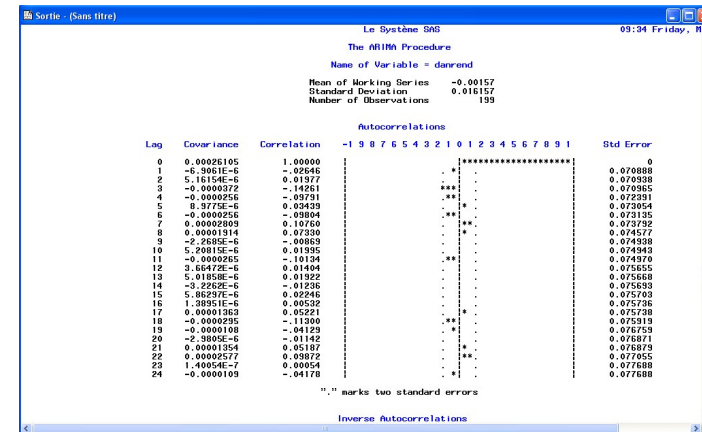 Sortie - (Sans titre)
Le Système SAS 09:34 Friday, M
The ARIMA Procedure
Name of Variable = danrend
Mean of Working Series -0.00157
Standard Deviation 0.016157
Number of Observations 199
Autocorrelations
Lag Covariance Correlation -1 9 8 7 6 5 4 3 2 1 0 1 2 3 4 5 6 7 8 9 1 Std Error
0 0.00026105 1.00000 | |********************| 0
1 -6.9061E-6 -.02646 | . *| . | 0.070888
2 5.16154E-6 0.01977 | . | . | 0.070938
3 -0.0000372 -.14261 | ***| . | 0.070965
4 -0.0000256 -.09791 | .**| . | 0.072391
5 8.9775E-6 0.03439 | . |* . | 0.073054
6 -0.0000256 -.09804 | .**| . | 0.073135
7 0.00002809 0.10760 | . |**. | 0.073792
8 0.00001914 0.07330 | . |* . | 0.074577
9 -2.2685E-6 -.00869 | . | . | 0.074938
10 5.20815E-6 0.01995 | . | . | 0.074943
11 -0.0000265 -.10134 | .**| . | 0.074970
12 3.66472E-6 0.01404 | . | . | 0.075655
13 5.01858E-6 0.01922 | . | . | 0.075668
14 -3.2262E-6 -.01236 | . | . | 0.075693
15 5.86297E-6 0.02246 | . | . | 0.075703
16 1.38951E-6 0.00532 | . | . | 0.075736
17 0.00001363 0.05221 | . |* . | 0.075738
18 -0.0000295 -.11300 | .**| . | 0.075919
19 -0.0000108 -.04129 | . *| . | 0.076759
20 -2.9805E-6 -.01142 | . | . | 0.076871
21 0.00001354 0.05187 | . |* . | 0.076879
22 0.00002577 0.09872 | . |**. | 0.077055
23 1.40054E-7 0.00054 | . | . | 0.077688
24 -0.0000109 -.04178 | . *| . | 0.077688
"." marks two standard errors
Inverse Autocorrelations